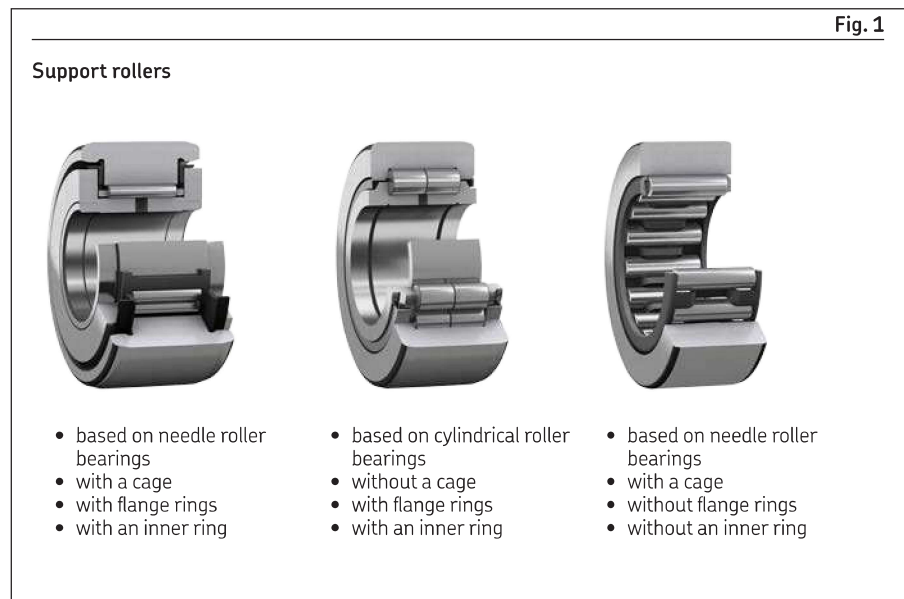 Fig. 1
Support rollers
• based on needle roller
bearings
• with a cage
• with flange rings
• with an inner ring
• based on cylindrical roller
bearings
• without a cage
• with flange rings
• with an inner ring
• based on needle roller
bearings
• with a cage
• without flange rings
• without an inner ring